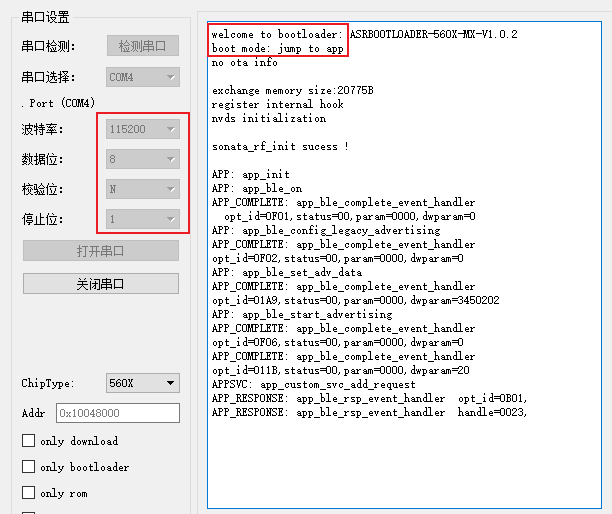 串口设置
串口检测：
检测串口
串口选择：
COM4
. Port (COM4)
波特率：
115200
数据位：
8
校验位：
N
停止位：
1
打开串口
关闭串口
ChipType:
560X
Addr
0x10048000
only download
only bootloader
only rom
welcome to bootloader: ASRBOOTLOADER-560X-MX-V1.0.2
boot mode: jump to app
no ota info
exchange memory size:20775B
register internal hook
nvds initialization
sonata_rf_init sucess !
APP: app_init
APP: app_ble_on
APP_COMPLETE: app_ble_complete_event_handler
opt_id=0F01,status=00,param=0000,dwparam=0
APP: app_ble_config_legacy_advertising
APP_COMPLETE: app_ble_complete_event_handler
opt_id=0F02,status=00,param=0000,dwparam=0
APP: app_ble_set_adv_data
APP_COMPLETE: app_ble_complete_event_handler
opt_id=01A9,status=00,param=0000,dwparam=3450202
APP: app_ble_start_advertising
APP_COMPLETE: app_ble_complete_event_handler
opt_id=0F06,status=00,param=0000,dwparam=0
APP_COMPLETE: app_ble_complete_event_handler
opt_id=011B,status=00,param=0000,dwparam=20
APPSVC: app_custom_svc_add_request
APP_RESPONSE: app_ble_rsp_event_handler opt_id=0B01,
APP_RESPONSE: app_ble_rsp_event_handler handle=0023,